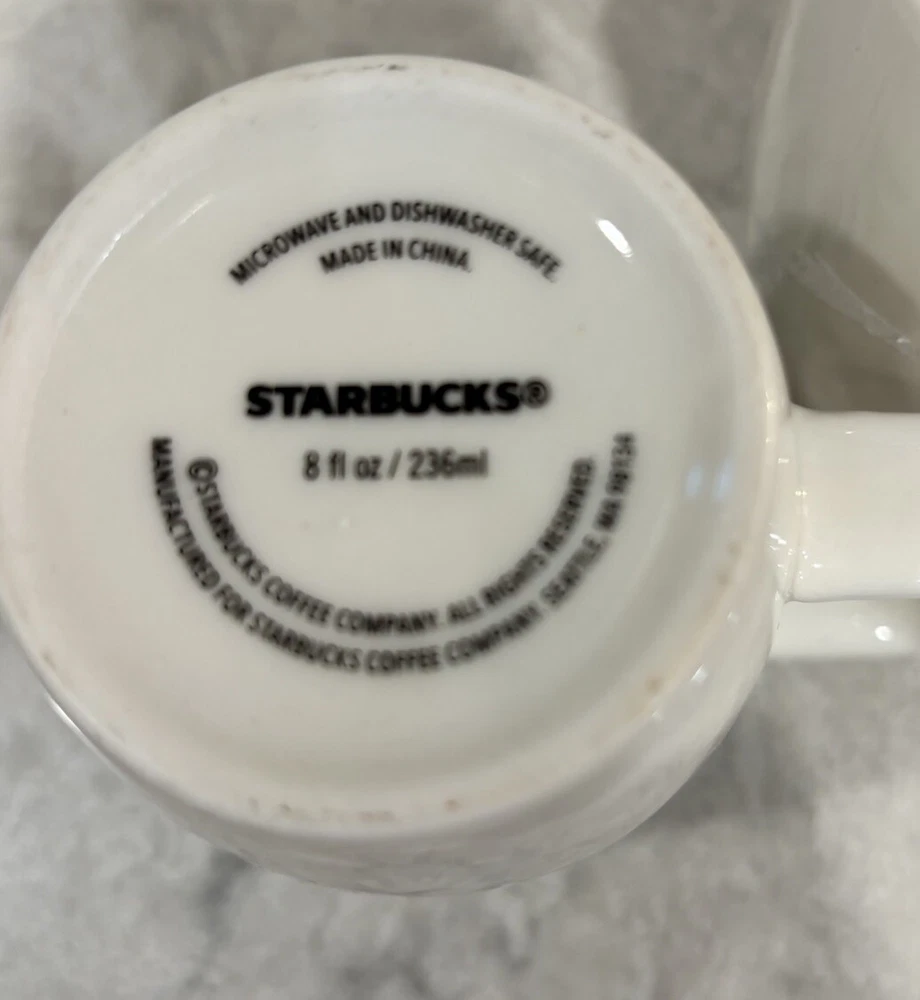 MICROWAVE AND DISHWASHER SAFE.
MADE IN CHINA.
STARBUCKS®
8 fl oz / 236ml
©STARBUCKS COFFEE COMPANY. ALL RIGHTS RESERVED.
MANUFACTURED FOR STARBUCKS COFFEE COMPANY. SEATTLE, WA 98134